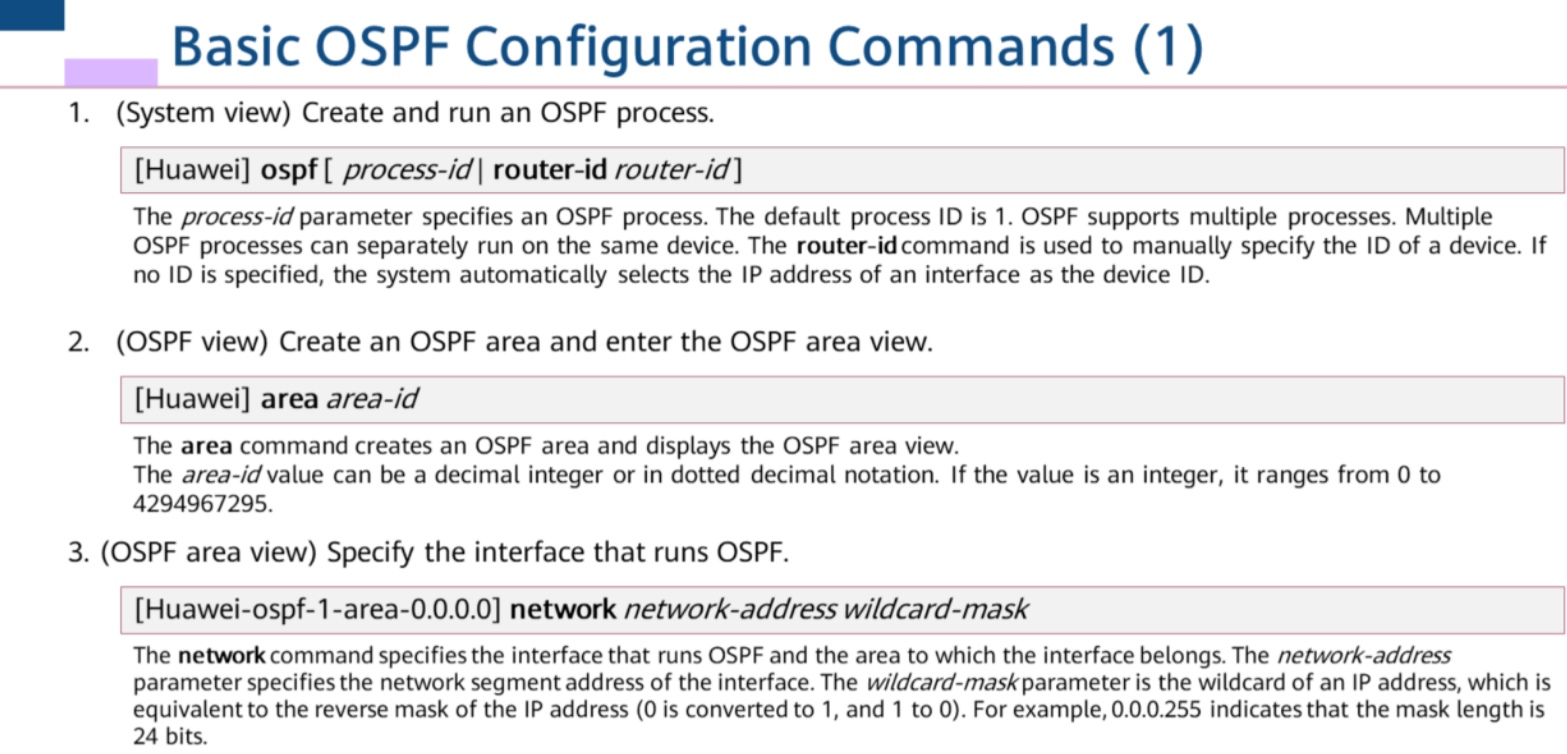 Basic OSPF Configuration Commands (1)
1. (System view) Create and run an OSPF process.
[Huawei] ospf [ process-id | router-id router-id ]
The process-id parameter specifies an OSPF process. The default process ID is 1. OSPF supports multiple processes. Multiple
OSPF processes can separately run on the same device. The router-id command is used to manually specify the ID of a device. If
no ID is specified, the system automatically selects the IP address of an interface as the device ID.
2. (OSPF view) Create an OSPF area and enter the OSPF area view.
[Huawei] area area-id
The area command creates an OSPF area and displays the OSPF area view.
The area-id value can be a decimal integer or in dotted decimal notation. If the value is an integer, it ranges from 0 to
4294967295.
3. (OSPF area view) Specify the interface that runs OSPF.
[Huawei-ospf-1-area-0.0.0.0] network network-address wildcard-mask
The network command specifies the interface that runs OSPF and the area to which the interface belongs. The network-address
parameter specifies the network segment address of the interface. The wildcard-mask parameter is the wildcard of an IP address, which is
equivalent to the reverse mask of the IP address (0 is converted to 1, and 1 to 0). For example, 0.0.0.255 indicates that the mask length is
24 bits.